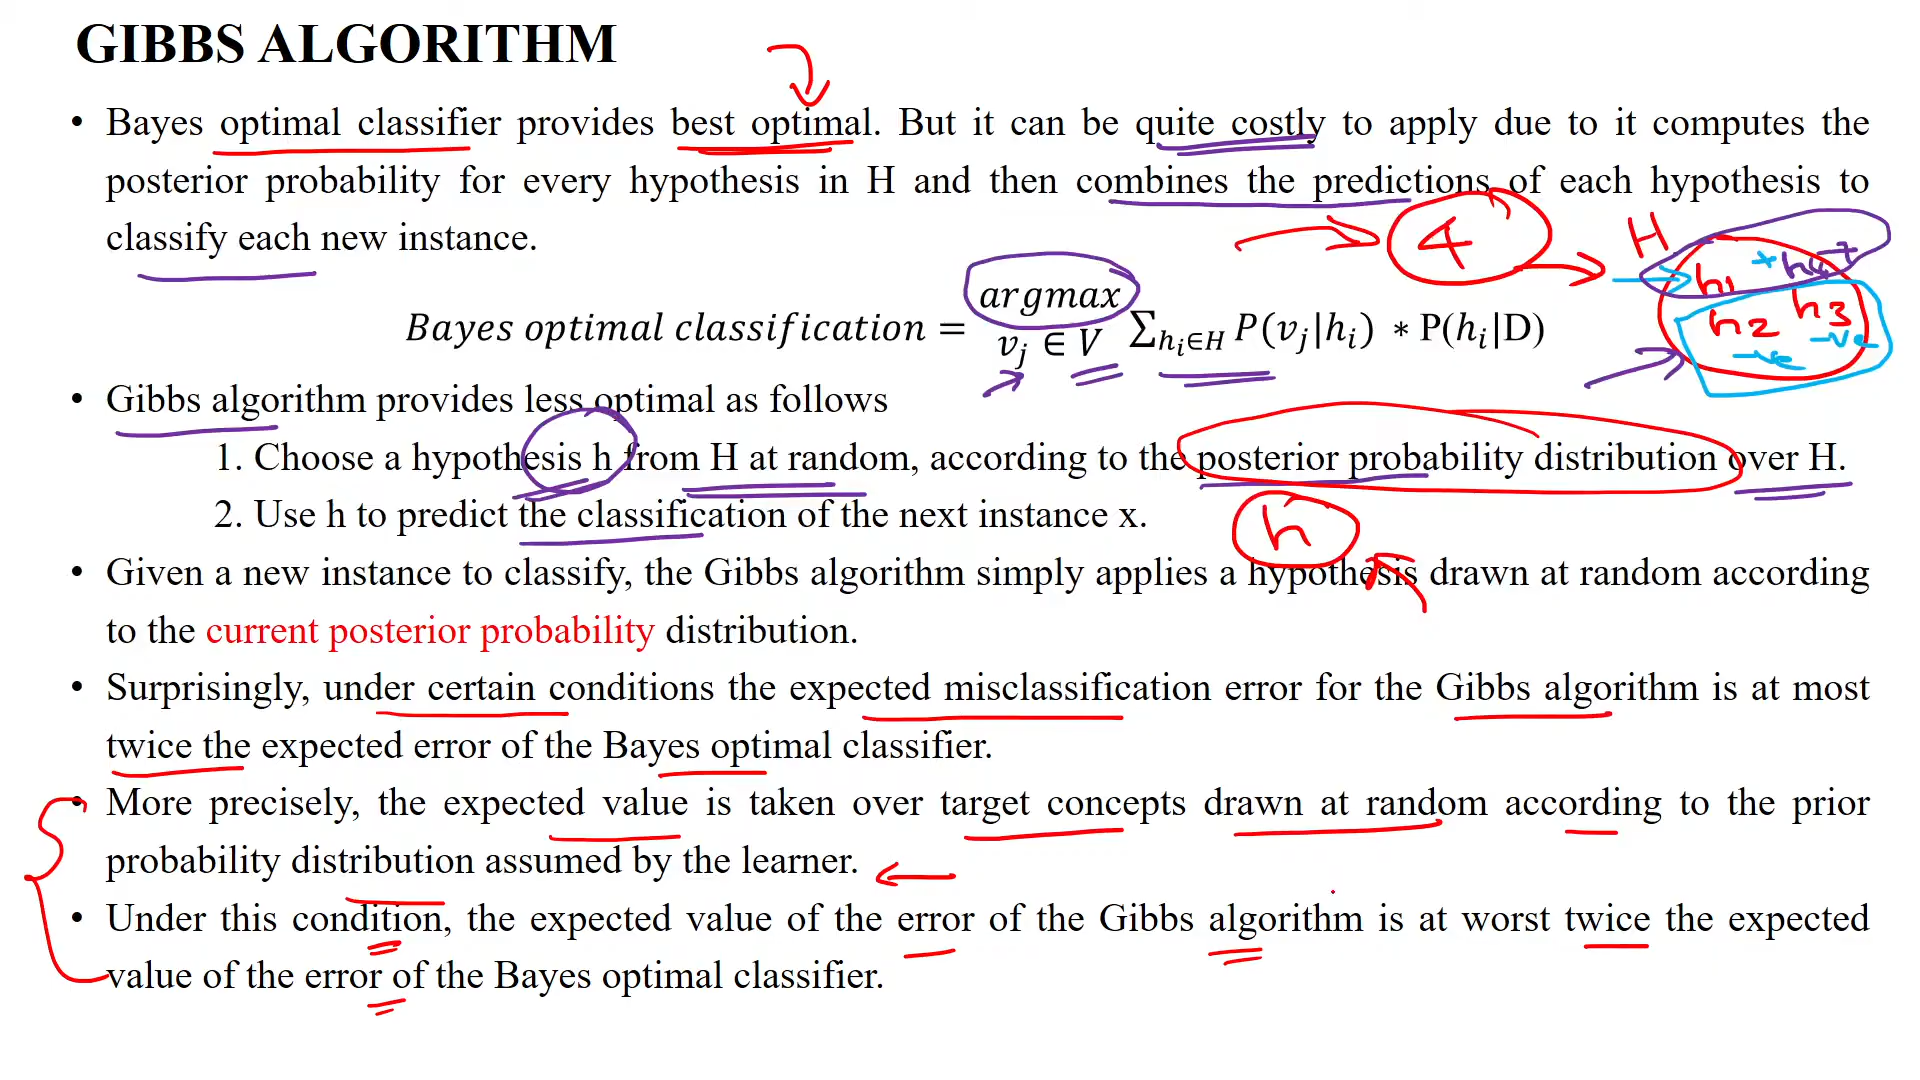 GIBBS ALGORITHM
• Bayes optimal classifier provides best optimal. But it can be quite costly to apply due to it computes the
posterior probability for every hypothesis in H and then combines the predictions of each hypothesis to
classify each new instance.
4
H
h1 + h4 +
h2 h3
-ve -ve
Bayes optimal classification = argmax v_j ∈ V ∑_{h_i∈H} P(v_j|h_i) * P(h_i|D)
• Gibbs algorithm provides less optimal as follows
1. Choose a hypothesis h from H at random, according to the posterior probability distribution over H.
2. Use h to predict the classification of the next instance x.
h
• Given a new instance to classify, the Gibbs algorithm simply applies a hypothesis drawn at random according
to the current posterior probability distribution.
• Surprisingly, under certain conditions the expected misclassification error for the Gibbs algorithm is at most
twice the expected error of the Bayes optimal classifier.
• More precisely, the expected value is taken over target concepts drawn at random according to the prior
probability distribution assumed by the learner.
• Under this condition, the expected value of the error of the Gibbs algorithm is at worst twice the expected
value of the error of the Bayes optimal classifier.